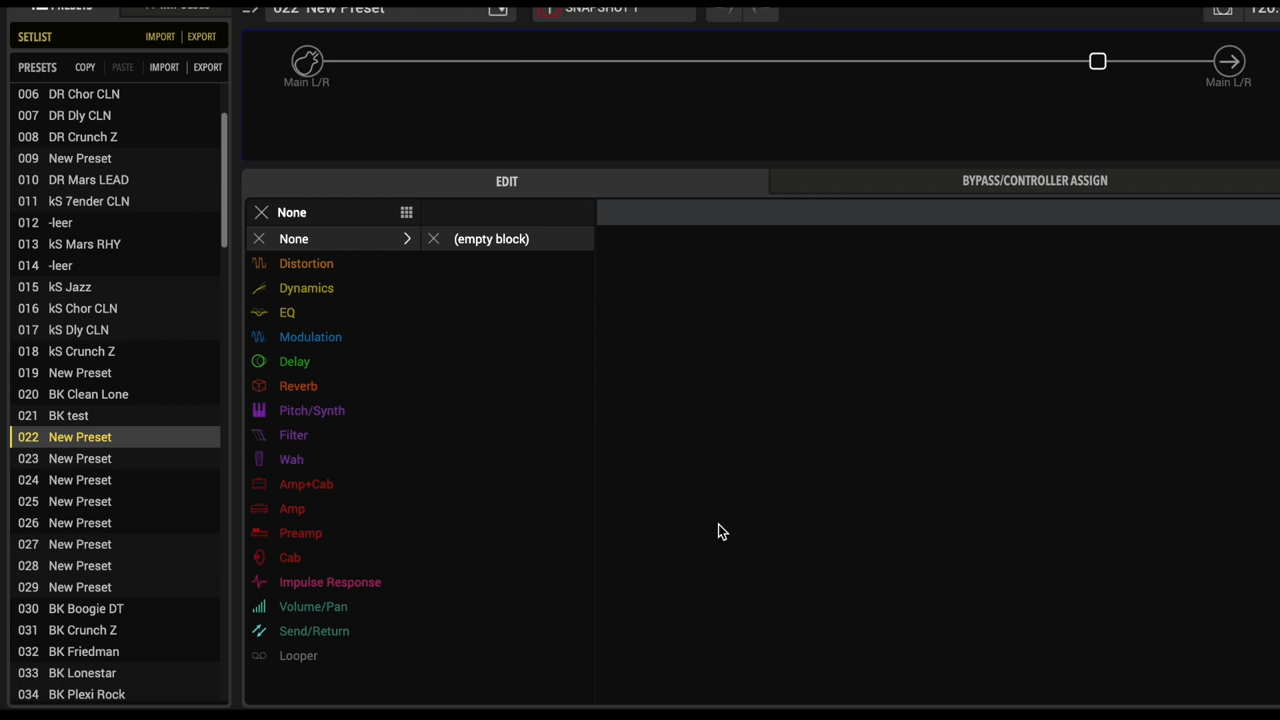 PRESETS
022 New Preset
SNAPSHOT 1
SETLIST IMPORT EXPORT
PRESETS COPY PASTE IMPORT EXPORT
Main L/R
Main L/R
006 DR Chor CLN
007 DR Dly CLN
008 DR Crunch Z
009 New Preset
010 DR Mars LEAD
011 kS 7ender CLN
012 -leer
013 kS Mars RHY
014 -leer
015 kS Jazz
016 kS Chor CLN
017 kS Dly CLN
018 kS Crunch Z
019 New Preset
020 BK Clean Lone
021 BK test
022 New Preset
023 New Preset
024 New Preset
025 New Preset
026 New Preset
027 New Preset
028 New Preset
029 New Preset
030 BK Boogie DT
031 BK Crunch Z
032 BK Friedman
033 BK Lonestar
034 BK Plexi Rock
EDIT
BYPASS/CONTROLLER ASSIGN
None
None
(empty block)
Distortion
Dynamics
EQ
Modulation
Delay
Reverb
Pitch/Synth
Filter
Wah
Amp+Cab
Amp
Preamp
Cab
Impulse Response
Volume/Pan
Send/Return
Looper